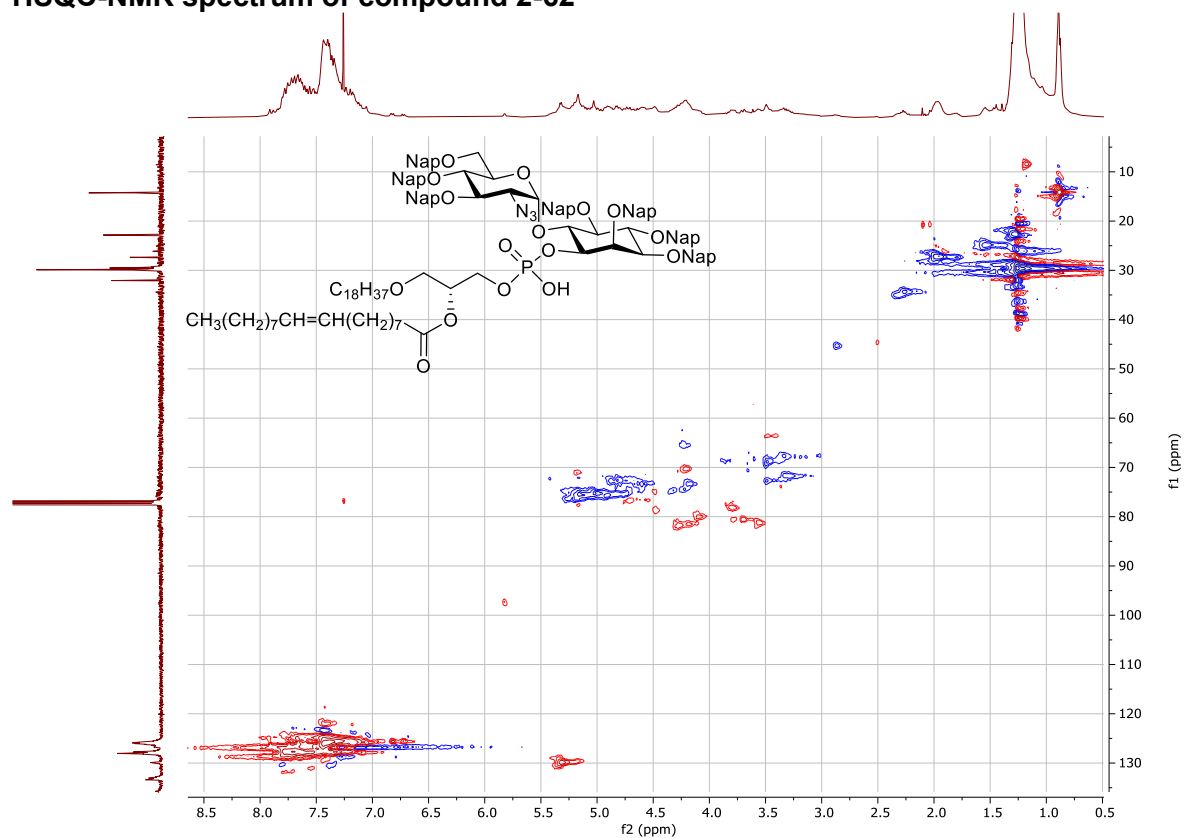 HSQC-NMR spectrum of compound
NapO
NapO
NapO
O
N3
NapO
ONap
O
ONap
ONap
O
P
O
O
OH
C18H37O
O
CH3(CH2)7CH=CH(CH2)7
O
10
20
30
40
50
60
70
80
90
100
110
120
130
f1 (ppm)
8.5 8.0 7.5 7.0 6.5 6.0 5.5 5.0 4.5 4.0 3.5 3.0 2.5 2.0 1.5 1.0 0.5
f2 (ppm)